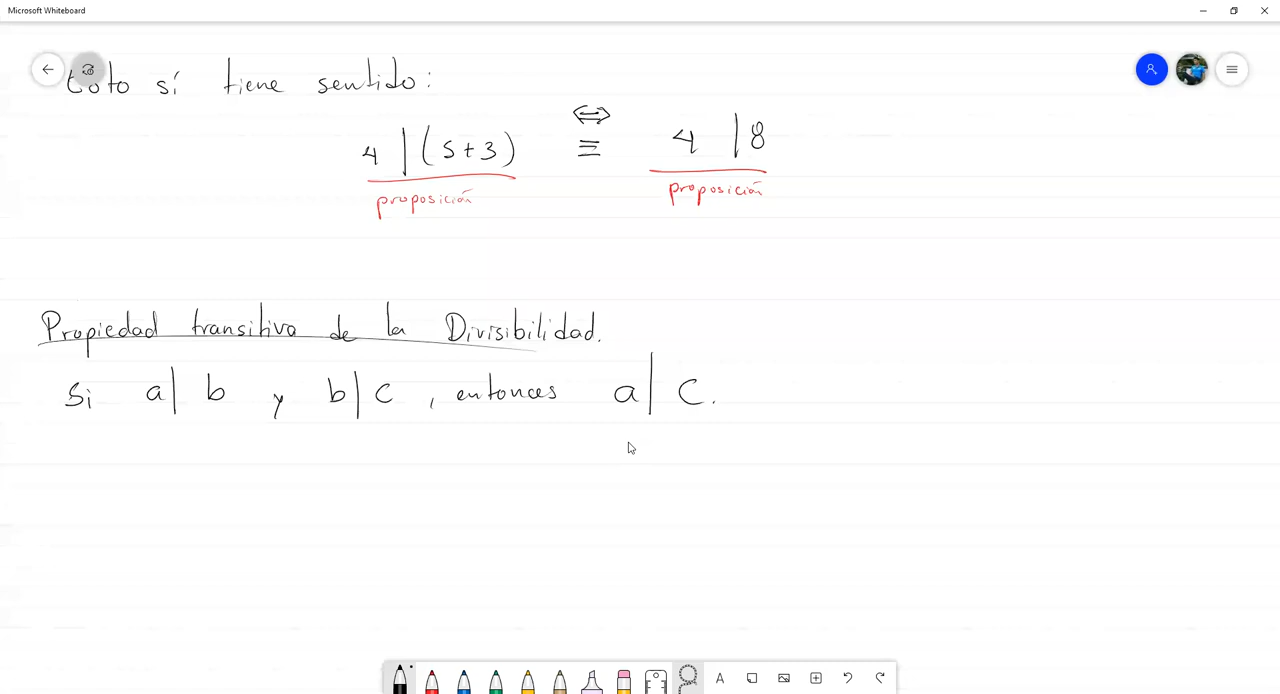 Microsoft Whiteboard
Esto sí tiene sentido:
⇔
4 | (5+3) ≡ 4 | 8
proposición proposición
Propiedad transitiva de la Divisibilidad.
Si a | b y b | c , entonces a | c.
A